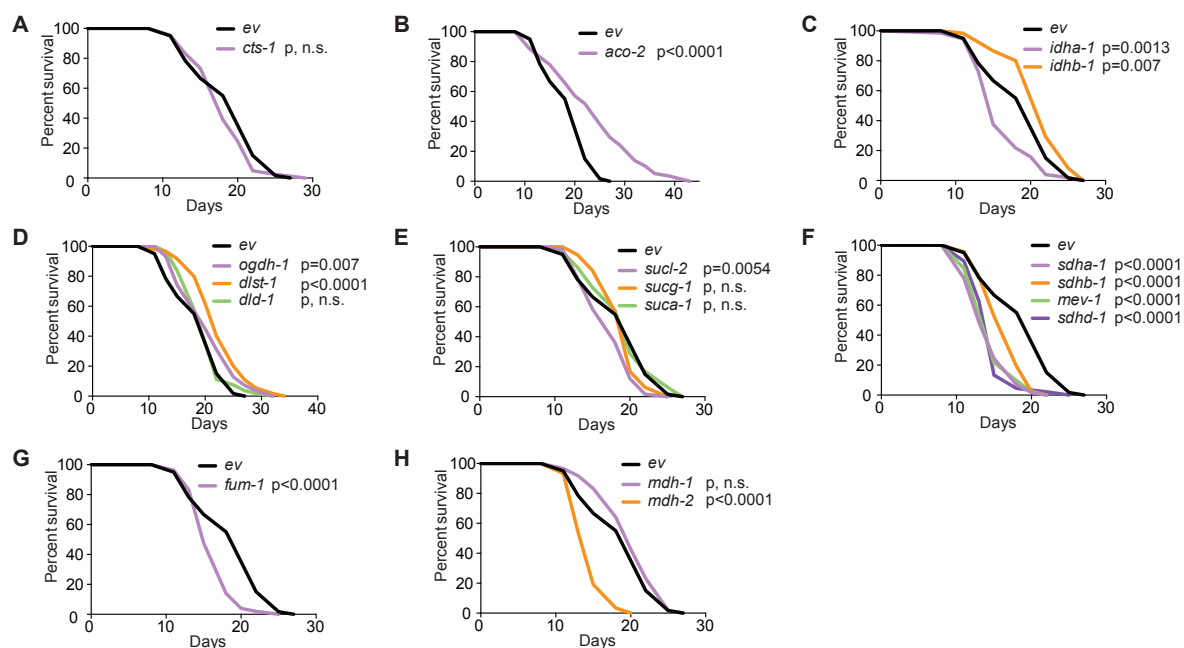 A
Percent survival
100
80
60
40
20
0
0 10 20 30
Days
ev
cts-1 p, n.s.
B
Percent survival
100
80
60
40
20
0
0 10 20 30 40
Days
ev
aco-2 p<0.0001
C
Percent survival
100
80
60
40
20
0
0 10 20 30
Days
ev
idha-1 p=0.0013
idhb-1 p=0.007
D
Percent survival
100
80
60
40
20
0
0 10 20 30 40
Days
ev
ogdh-1 p=0.007
dlst-1 p<0.0001
dld-1 p, n.s.
E
Percent survival
100
80
60
40
20
0
0 10 20 30
Days
ev
sucl-2 p=0.0054
sucg-1 p, n.s.
suca-1 p, n.s.
F
Percent survival
100
80
60
40
20
0
0 10 20 30
Days
ev
sdha-1 p<0.0001
sdhb-1 p<0.0001
mev-1 p<0.0001
sdhd-1 p<0.0001
G
Percent survival
100
80
60
40
20
0
0 10 20 30
Days
ev
fum-1 p<0.0001
H
Percent survival
100
80
60
40
20
0
0 10 20 30
Days
ev
mdh-1 p, n.s.
mdh-2 p<0.0001